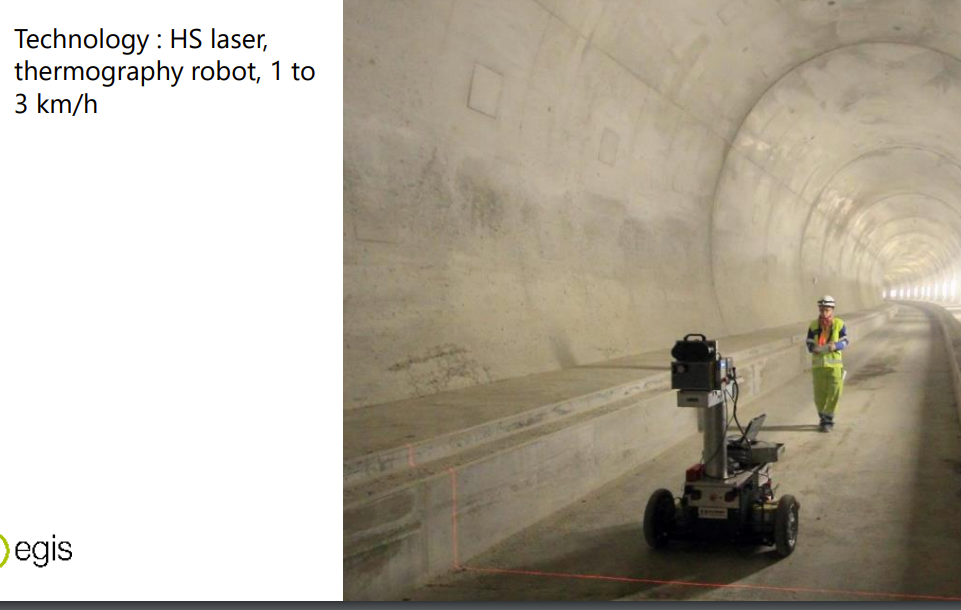 Technology : HS laser,
thermography robot, 1 to
3 km/h
egis